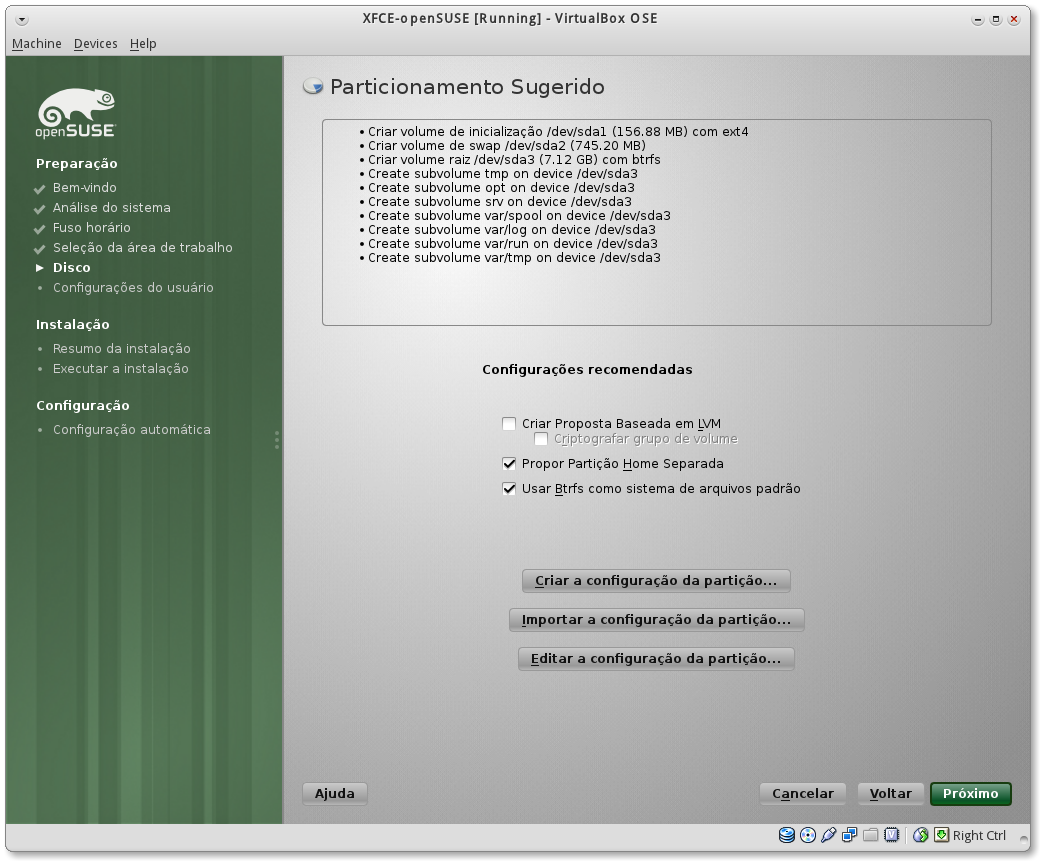 XFCE-openSUSE [Running] - VirtualBox OSE
Machine Devices Help
openSUSE
Preparação
Bem-vindo
Análise do sistema
Fuso horário
Seleção da área de trabalho
Disco
Configurações do usuário
Instalação
Resumo da instalação
Executar a instalação
Configuração
Configuração automática
Particionamento Sugerido
• Criar volume de inicialização /dev/sda1 (156.88 MB) com ext4
• Criar volume de swap /dev/sda2 (745.20 MB)
• Criar volume raiz /dev/sda3 (7.12 GB) com btrfs
• Create subvolume tmp on device /dev/sda3
• Create subvolume opt on device /dev/sda3
• Create subvolume srv on device /dev/sda3
• Create subvolume var/spool on device /dev/sda3
• Create subvolume var/log on device /dev/sda3
• Create subvolume var/run on device /dev/sda3
• Create subvolume var/tmp on device /dev/sda3
Configurações recomendadas
Criar Proposta Baseada em LVM
Criptografar grupo de volume
Propor Partição Home Separada
Usar Btrfs como sistema de arquivos padrão
Criar a configuração da partição...
Importar a configuração da partição...
Editar a configuração da partição...
Ajuda Cancelar Voltar Próximo
Right Ctrl